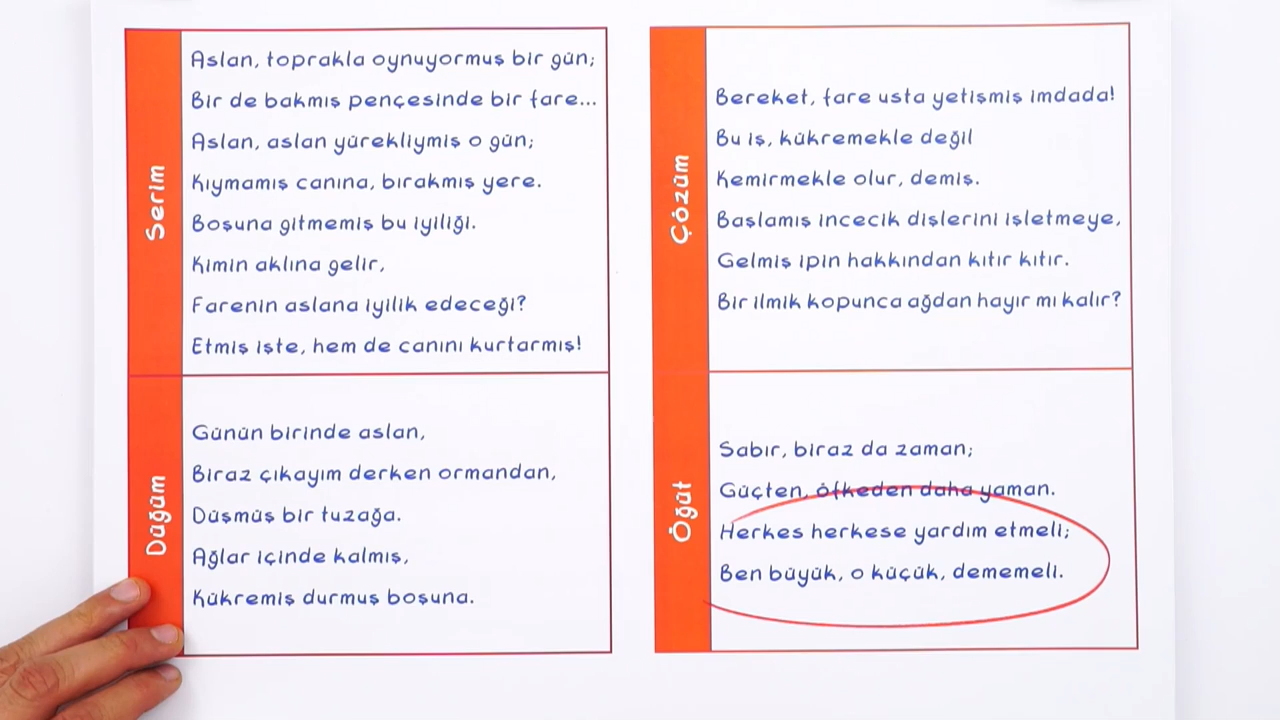 Serim
Aslan, toprakla oynuyormuş bir gün;
Bir de bakmış pençesinde bir fare...
Aslan, aslan yürekliymiş o gün;
Kıymamış canına, bırakmış yere.
Boşuna gitmemiş bu iyiliği.
Kimin aklına gelir,
Farenin aslana iyilik edeceği?
Etmiş işte, hem de canını kurtarmış!
Düğüm
Günün birinde aslan,
Biraz çıkayım derken ormandan,
Düşmüş bir tuzağa.
Ağlar içinde kalmış,
Kükremiş durmuş boşuna.
Çözüm
Bereket, fare usta yetişmiş imdada!
Bu iş, kükremekle değil
Kemirmekle olur, demiş.
Başlamış incecik dişlerini işletmeye,
Gelmiş ipin hakkından kıtır kıtır.
Bir ilmik kopunca ağdan hayır mı kalır?
Öğüt
Sabır, biraz da zaman;
Güçten, öfkeden daha yaman.
Herkes herkese yardım etmeli;
Ben büyük, o küçük, dememeli.